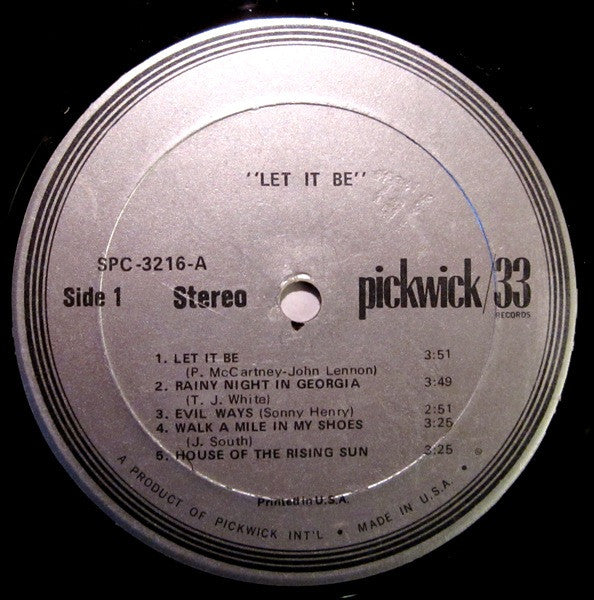 "LET IT BE"
SPC-3216-A
Side 1 Stereo
pickwick/33
RECORDS
1. LET IT BE 3:51
(P. McCartney-John Lennon)
2. RAINY NIGHT IN GEORGIA 3:49
(T. J. White)
3. EVIL WAYS (Sonny Henry) 2:51
4. WALK A MILE IN MY SHOES 3:25
(J. South)
5. HOUSE OF THE RISING SUN 3:25
Printed in U.S.A.
A PRODUCT OF PICKWICK INT'L • MADE IN U.S.A. • ®